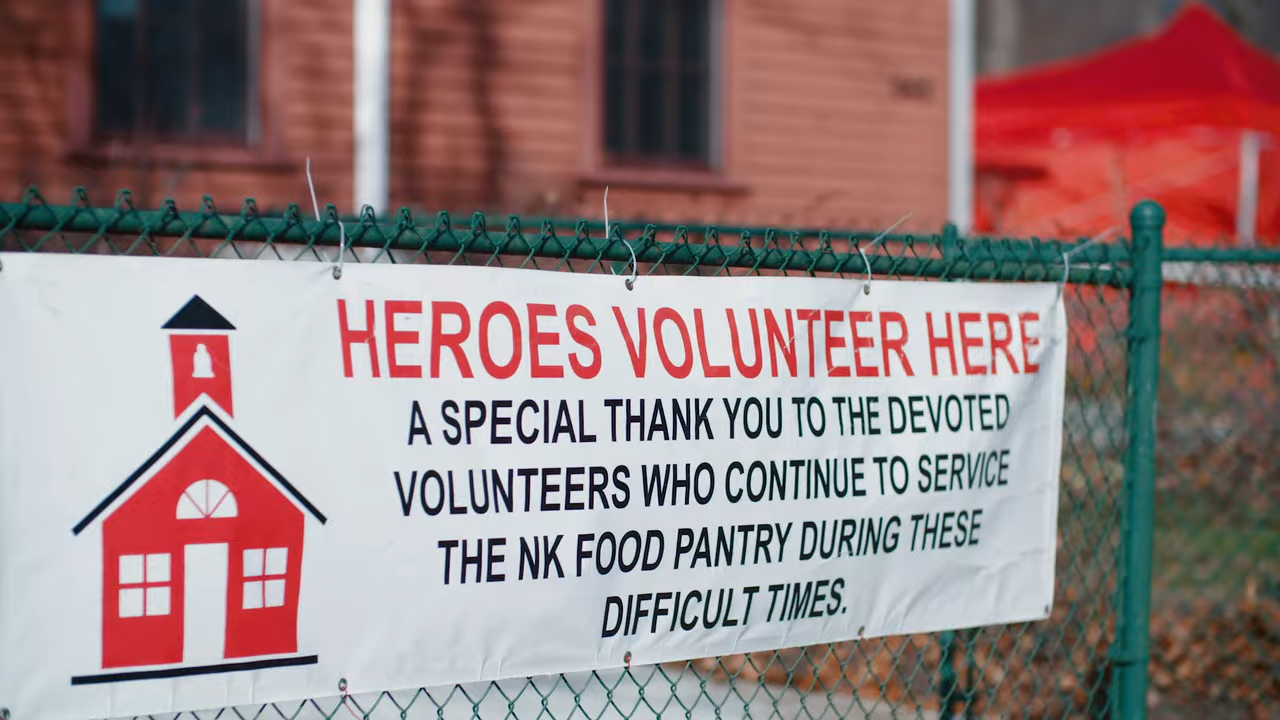 HEROES VOLUNTEER HERE
A SPECIAL THANK YOU TO THE DEVOTED
VOLUNTEERS WHO CONTINUE TO SERVICE
THE NK FOOD PANTRY DURING THESE
DIFFICULT TIMES.